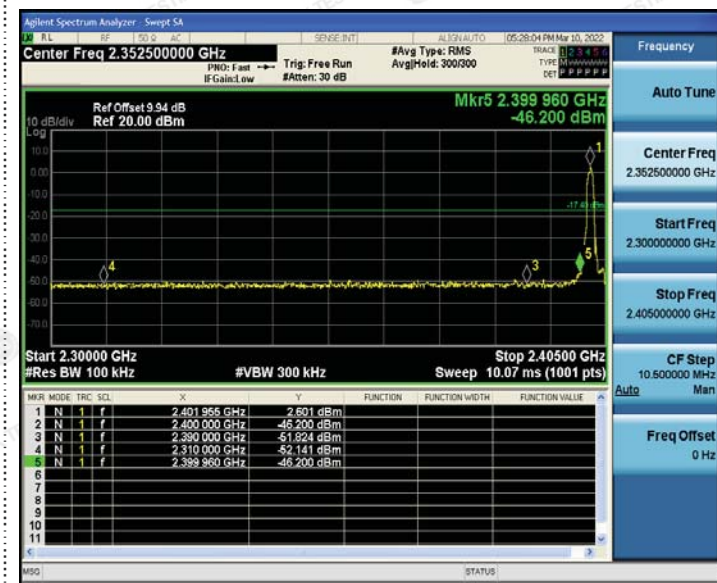 Agilent Spectrum Analyzer - Swept SA
RL RF 50 Ω AC SENSE:INT ALIGN AUTO 05:28:04 PM Mar 10, 2022
Center Freq 2.352500000 GHz
PNO: Fast
IFGain:Low
Trig: Free Run
#Atten: 30 dB
#Avg Type: RMS
Avg|Hold: 300/300
TRACE 1 2 3 4 5 6
TYPE M
DET P P P P P P
Frequency
Mkr5 2.399 960 GHz
-46.200 dBm
Ref Offset 9.94 dB
10 dB/div Ref 20.00 dBm
Log
10.0
0.00
-10.0
-20.0
-30.0
-40.0
-50.0
-60.0
-70.0
1
5
3
4
Start 2.30000 GHz Stop 2.40500 GHz
#Res BW 100 kHz #VBW 300 kHz Sweep 10.07 ms (1001 pts)
MKR MODE TRC SCL X Y FUNCTION FUNCTION WIDTH FUNCTION VALUE
1 N 1 f 2.401 955 GHz 2.601 dBm
2 N 1 f 2.400 000 GHz -46.200 dBm
3 N 1 f 2.390 000 GHz -51.824 dBm
4 N 1 f 2.310 000 GHz -52.141 dBm
5 N 1 f 2.399 960 GHz -46.200 dBm
6
7
8
9
10
11
MSG STATUS
Auto Tune
Center Freq
2.352500000 GHz
Start Freq
2.300000000 GHz
Stop Freq
2.405000000 GHz
CF Step
10.500000 MHz
Auto Man
Freq Offset
0 Hz